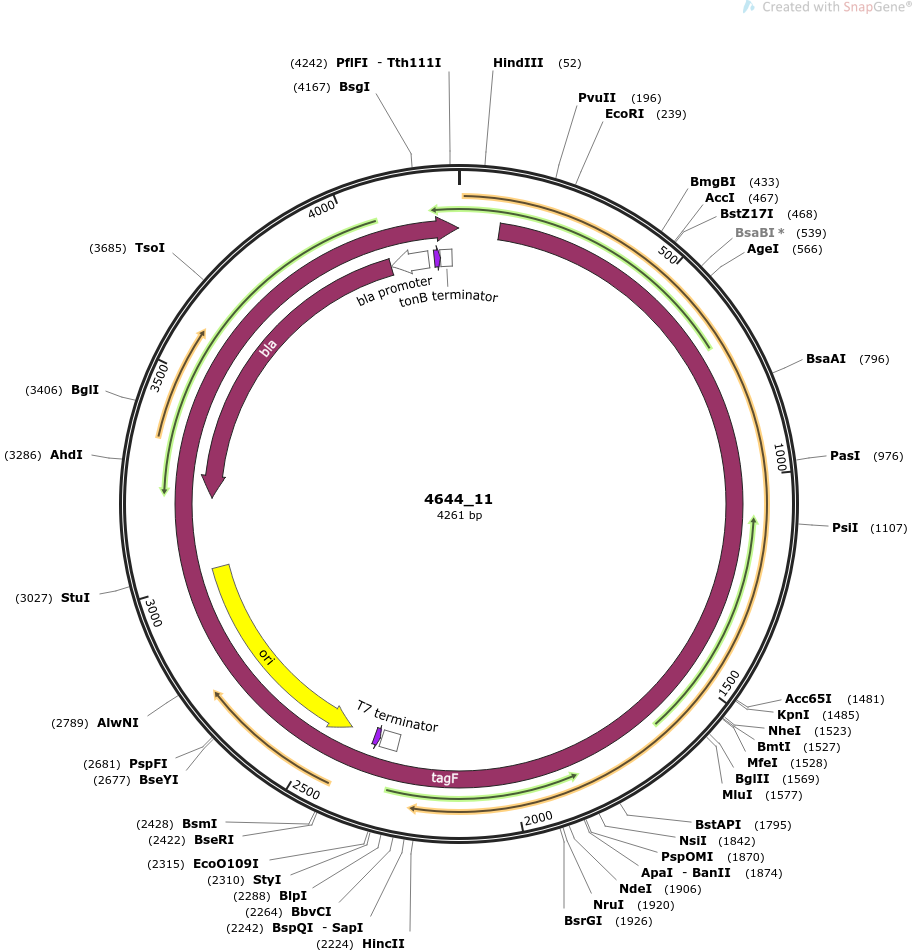 Created with SnapGene®
(4242) PflFI - Tth111I
HindIII (52)
(4167) BsgI
PvuII (196)
EcoRI (239)
BmgBI (433)
AccI (467)
BstZ17I (468)
BsaBI * (539)
AgeI (566)
BsaAI (796)
PasI (976)
PsiI (1107)
Acc65I (1481)
KpnI (1485)
NheI (1523)
BmtI (1527)
MfeI (1528)
BglII (1569)
MluI (1577)
BstAPI (1795)
NsiI (1842)
PspOMI (1870)
ApaI - BanII (1874)
NdeI (1906)
NruI (1920)
BsrGI (1926)
(2224) HincII
(2242) BspQI - SapI
(2264) BbvCI
(2288) BlpI
(2310) StyI
(2315) EcoO109I
(2422) BseRI
(2428) BsmI
(2677) BseYI
(2681) PspFI
(2789) AlwNI
(3027) StuI
(3286) AhdI
(3406) BglI
(3685) TsoI
500
1000
1500
2000
2500
3000
3500
4000
bla promoter
tonB terminator
bla
4644_11
4261 bp
ori
T7 terminator
tagF